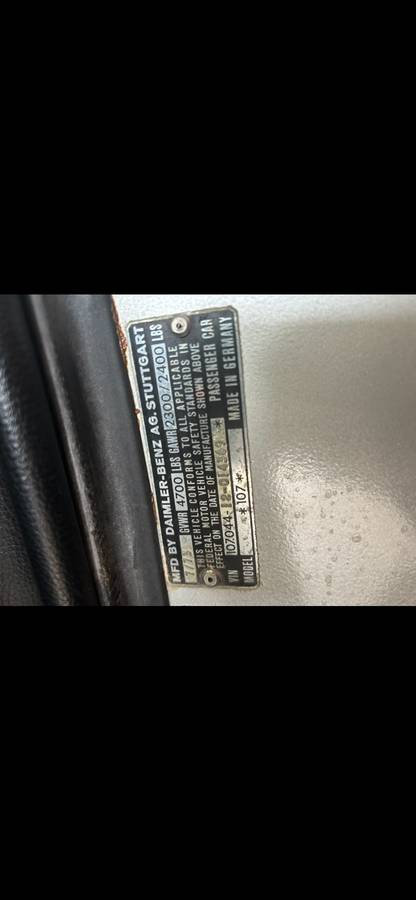 MFD BY DAIMLER-BENZ AG. STUTTGART
GVWR 4700 LBS GAWR 2300/2400 LBS
THIS VEHICLE CONFORMS TO ALL APPLICABLE
FEDERAL MOTOR VEHICLE SAFETY STANDARDS IN
EFFECT ON THE DATE OF MANUFACTURE SHOWN ABOVE
PASSENGER CAR
VIN
MODEL *107* MADE IN GERMANY